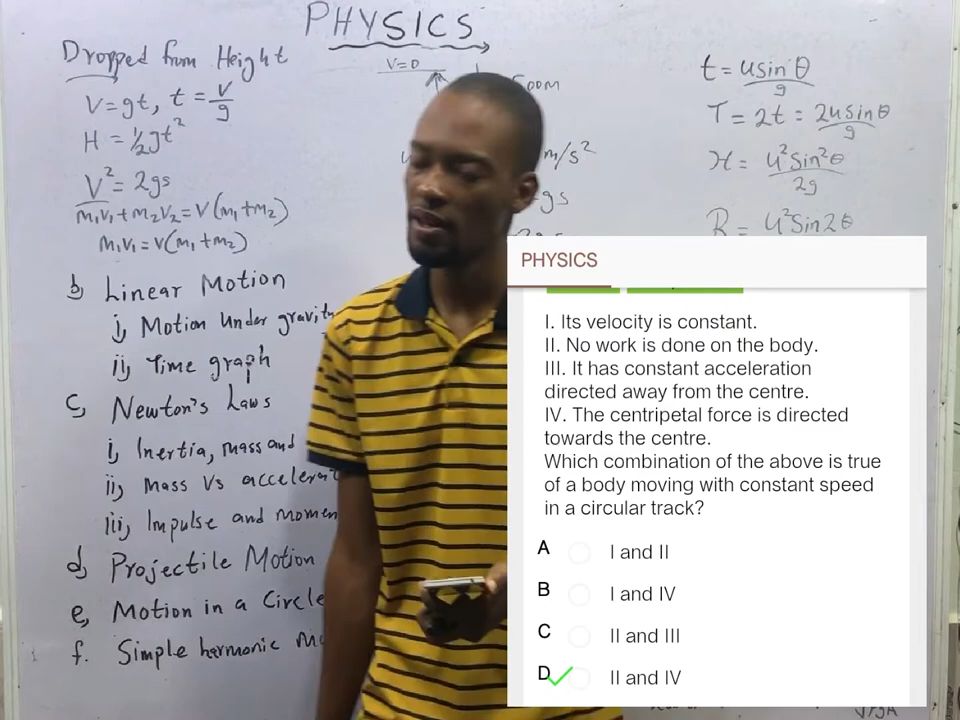 PHYSICS
Dropped from Height
V=gt, t=V/g
H = ½gt²
V² = 2gs
m₁v₁+m₂v₂=v(m₁+m₂)
m₁v₁=v(m₁+m₂)
b, Linear Motion
i, Motion Under gravity
ii, Time graph
c, Newton's Laws
i, Inertia, mass and
ii, mass Vs
iii, Impulse and
d, Projectile Motion
e, Motion in a Circle
f. Simple harmonic
V=0
m/s²
gs
t = usinθ/g
T = 2t = 2usinθ/g
H = u²sin²θ/2g
R = u²Sin2θ
PHYSICS
I. Its velocity is constant.
II. No work is done on the body.
III. It has constant acceleration
directed away from the centre.
IV. The centripetal force is directed
towards the centre.
Which combination of the above is true
of a body moving with constant speed
in a circular track?
A I and II
B I and IV
C II and III
D II and IV